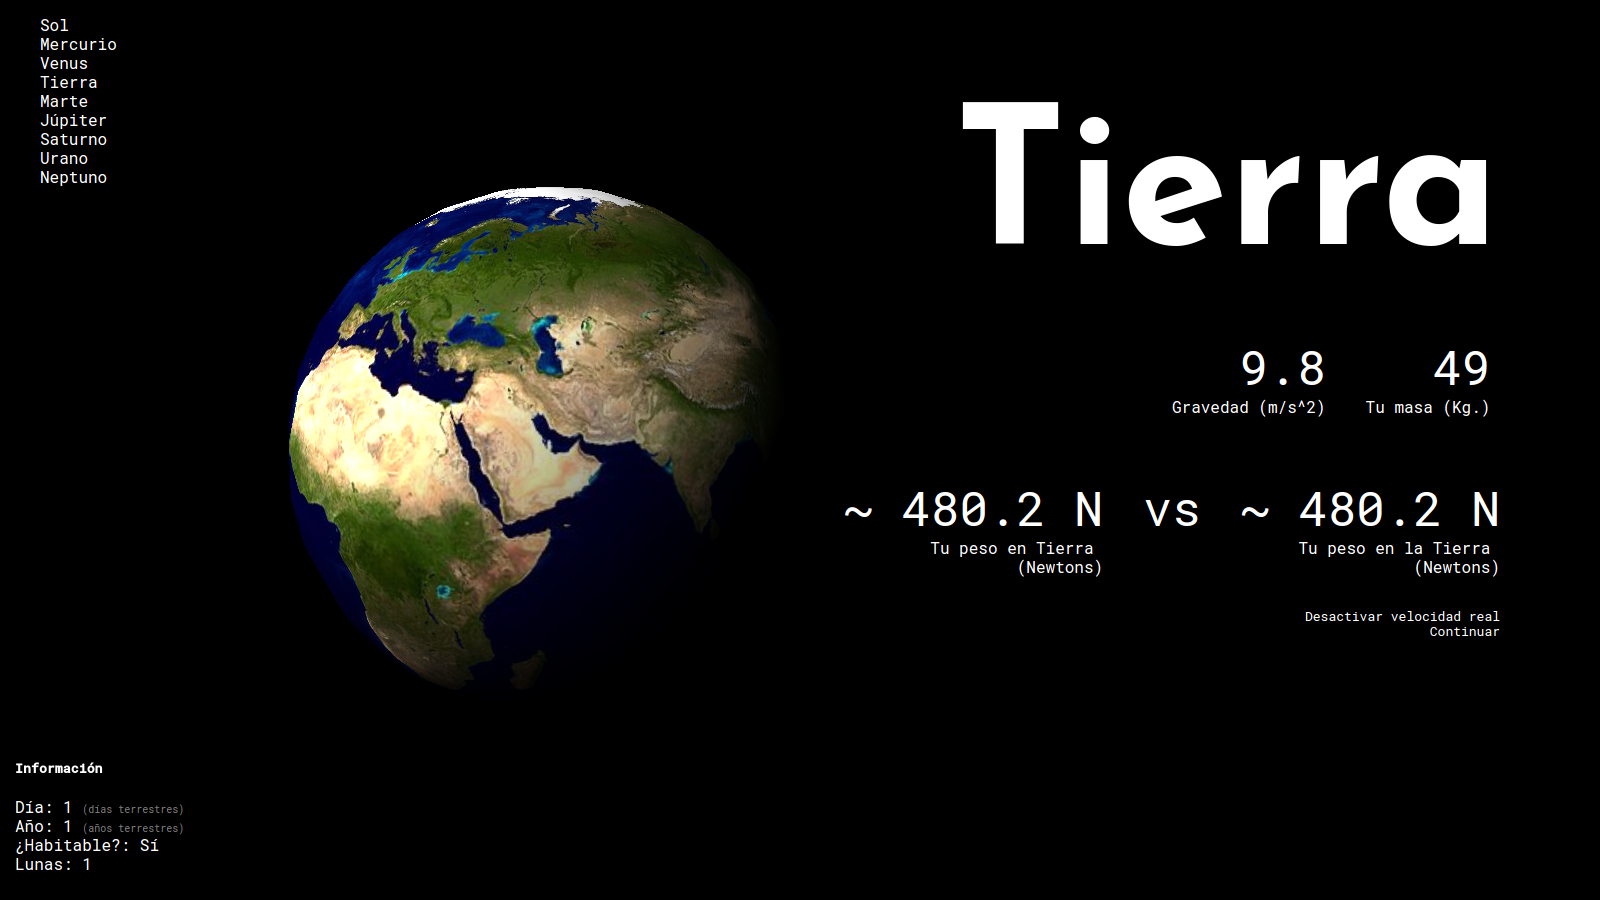 Sol
Mercurio
Venus
Tierra
Marte
Júpiter
Saturno
Urano
Neptuno
Tierra
9.8 49
Gravedad (m/s^2) Tu masa (Kg.)
~ 480.2 N vs ~ 480.2 N
Tu peso en Tierra Tu peso en la Tierra
(Newtons) (Newtons)
Desactivar velocidad real
Continuar
Información
Día: 1 (días terrestres)
Año: 1 (años terrestres)
¿Habitable?: Sí
Lunas: 1